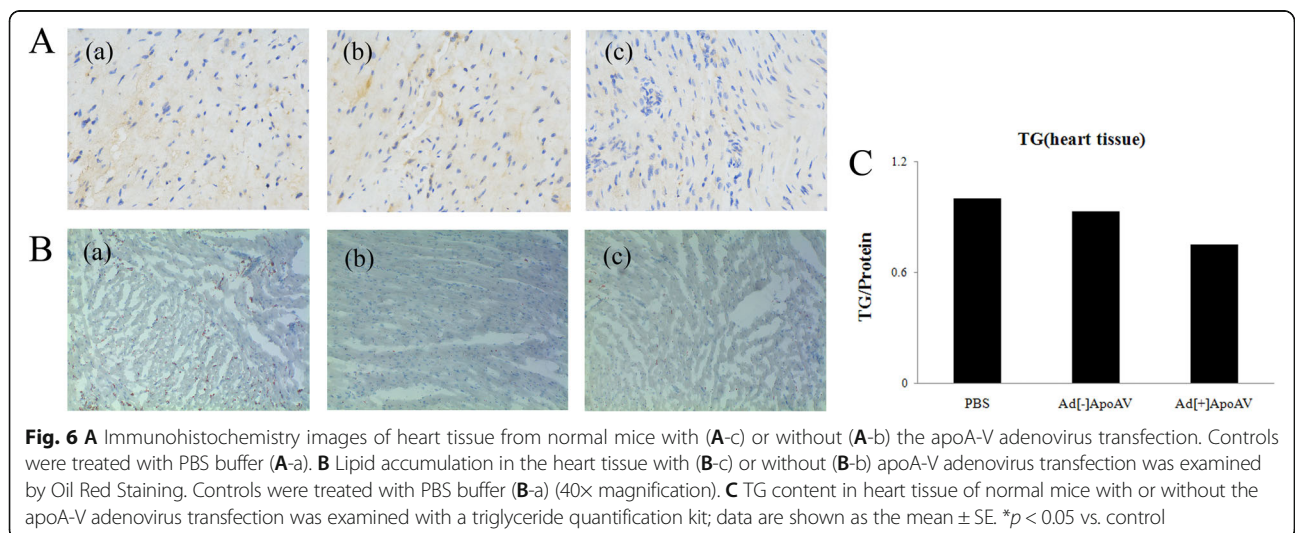 A
(a)
(b)
(c)
B
(a)
(b)
(c)
C
TG(heart tissue)
TG/Protein
1.2
0.6
0
PBS
Ad[-]ApoAV
Ad[+]ApoAV
Fig. 6 A Immunohistochemistry images of heart tissue from normal mice with (A-c) or without (A-b) the apoA-V adenovirus transfection. Controls
were treated with PBS buffer (A-a). B Lipid accumulation in the heart tissue with (B-c) or without (B-b) apoA-V adenovirus transfection was examined
by Oil Red Staining. Controls were treated with PBS buffer (B-a) (40× magnification). C TG content in heart tissue of normal mice with or without the
apoA-V adenovirus transfection was examined with a triglyceride quantification kit; data are shown as the mean ± SE. *p < 0.05 vs. control